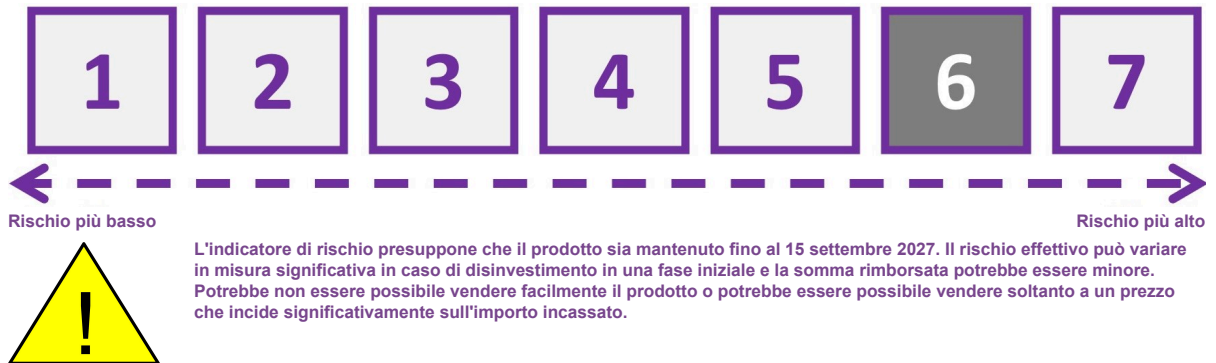 1 2 3 4 5 6 7
Rischio più basso Rischio più alto
L'indicatore di rischio presuppone che il prodotto sia mantenuto fino al 15 settembre 2027. Il rischio effettivo può variare
in misura significativa in caso di disinvestimento in una fase iniziale e la somma rimborsata potrebbe essere minore.
Potrebbe non essere possibile vendere facilmente il prodotto o potrebbe essere possibile vendere soltanto a un prezzo
che incide significativamente sull'importo incassato.
!